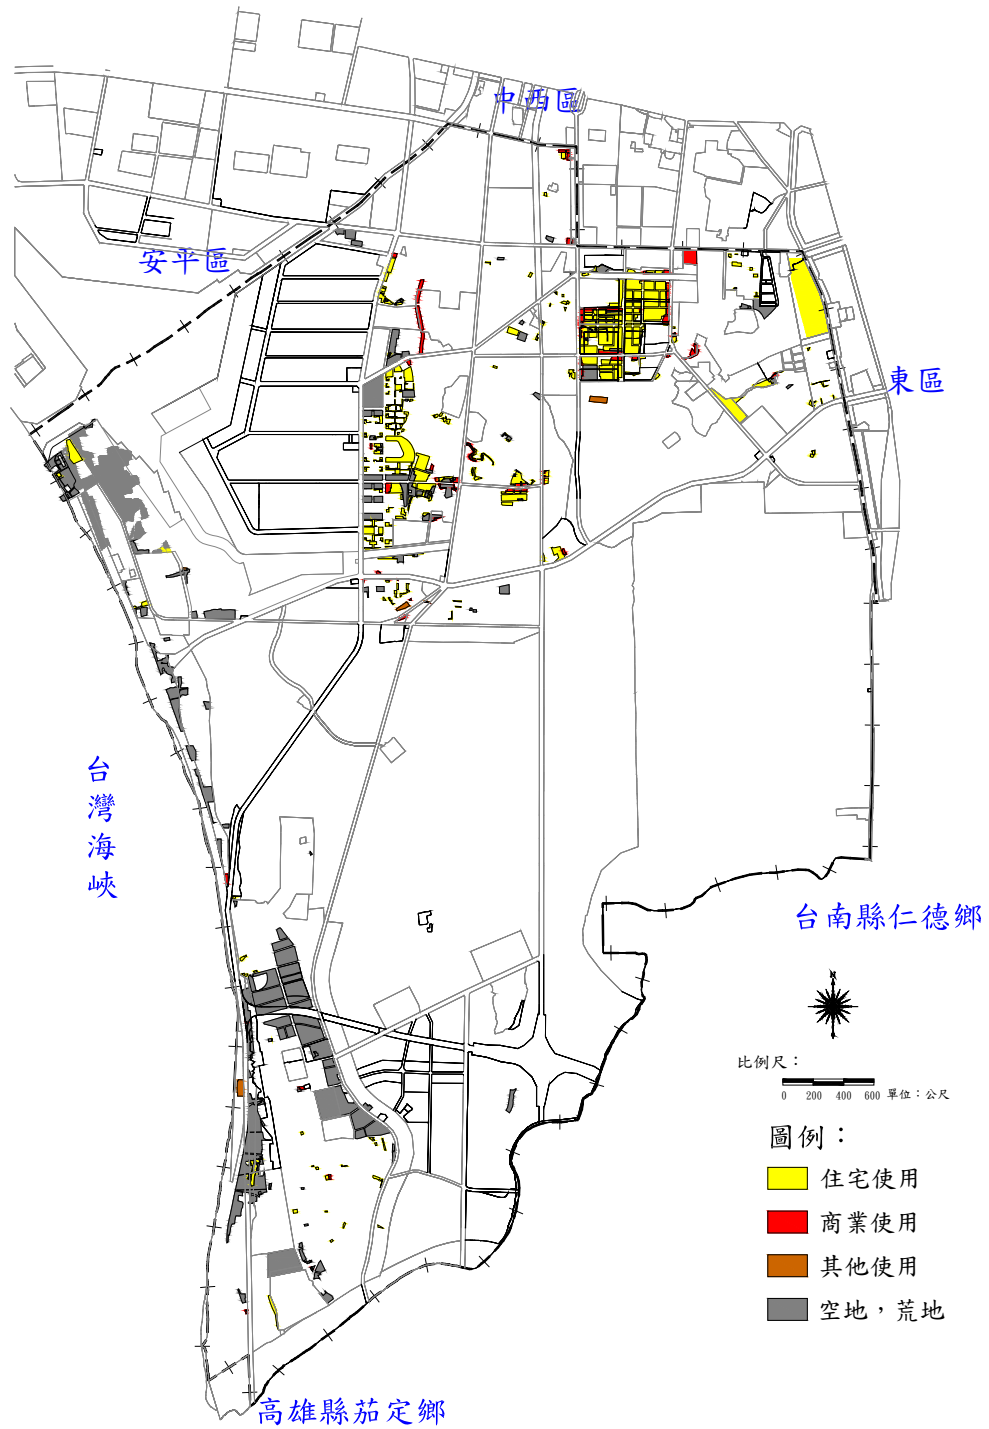 中西區
安平區
東區
台灣海峽
台南縣仁德鄉
N
比例尺：
0 200 400 600 單位：公尺
圖例：
住宅使用
商業使用
其他使用
空地，荒地
高雄縣茄定鄉